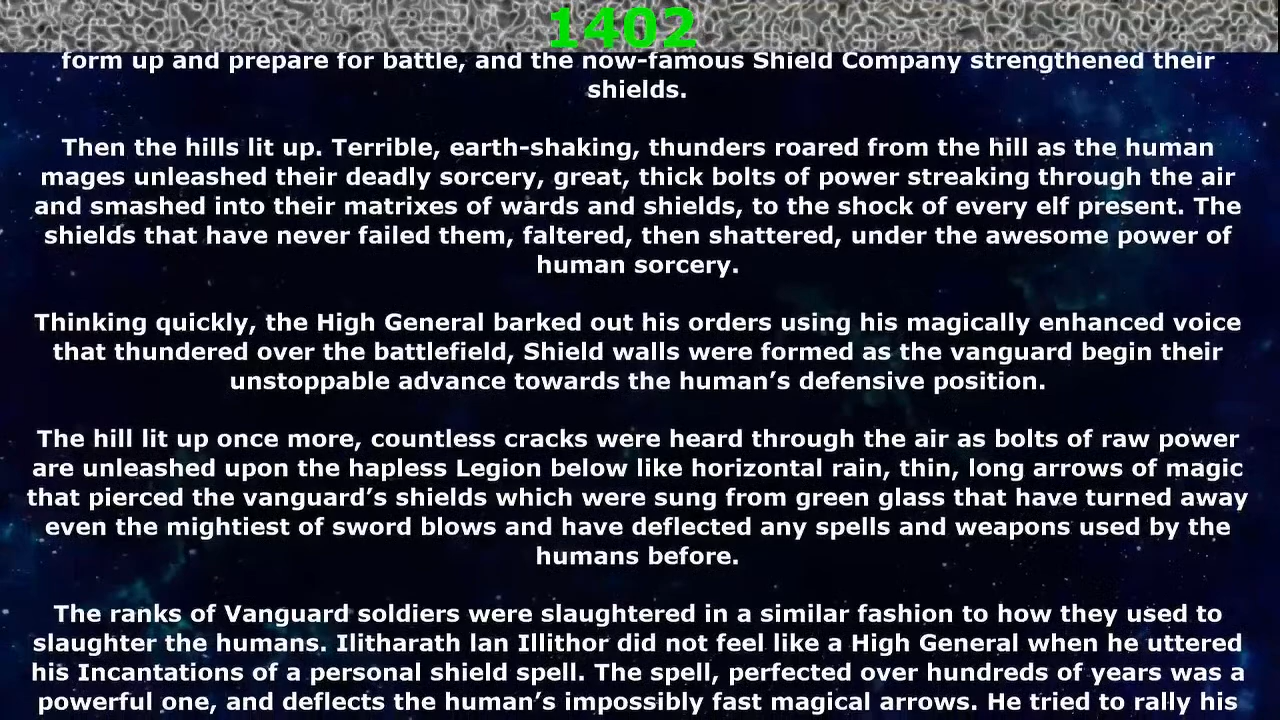 1402
form up and prepare for battle, and the now-famous Shield Company strengthened their
shields.
Then the hills lit up. Terrible, earth-shaking, thunders roared from the hill as the human
mages unleashed their deadly sorcery, great, thick bolts of power streaking through the air
and smashed into their matrixes of wards and shields, to the shock of every elf present. The
shields that have never failed them, faltered, then shattered, under the awesome power of
human sorcery.
Thinking quickly, the High General barked out his orders using his magically enhanced voice
that thundered over the battlefield, Shield walls were formed as the vanguard begin their
unstoppable advance towards the human’s defensive position.
The hill lit up once more, countless cracks were heard through the air as bolts of raw power
are unleashed upon the hapless Legion below like horizontal rain, thin, long arrows of magic
that pierced the vanguard’s shields which were sung from green glass that have turned away
even the mightiest of sword blows and have deflected any spells and weapons used by the
humans before.
The ranks of Vanguard soldiers were slaughtered in a similar fashion to how they used to
slaughter the humans. Ilitharath lan Illithor did not feel like a High General when he uttered
his Incantations of a personal shield spell. The spell, perfected over hundreds of years was a
powerful one, and deflects the human’s impossibly fast magical arrows. He tried to rally his